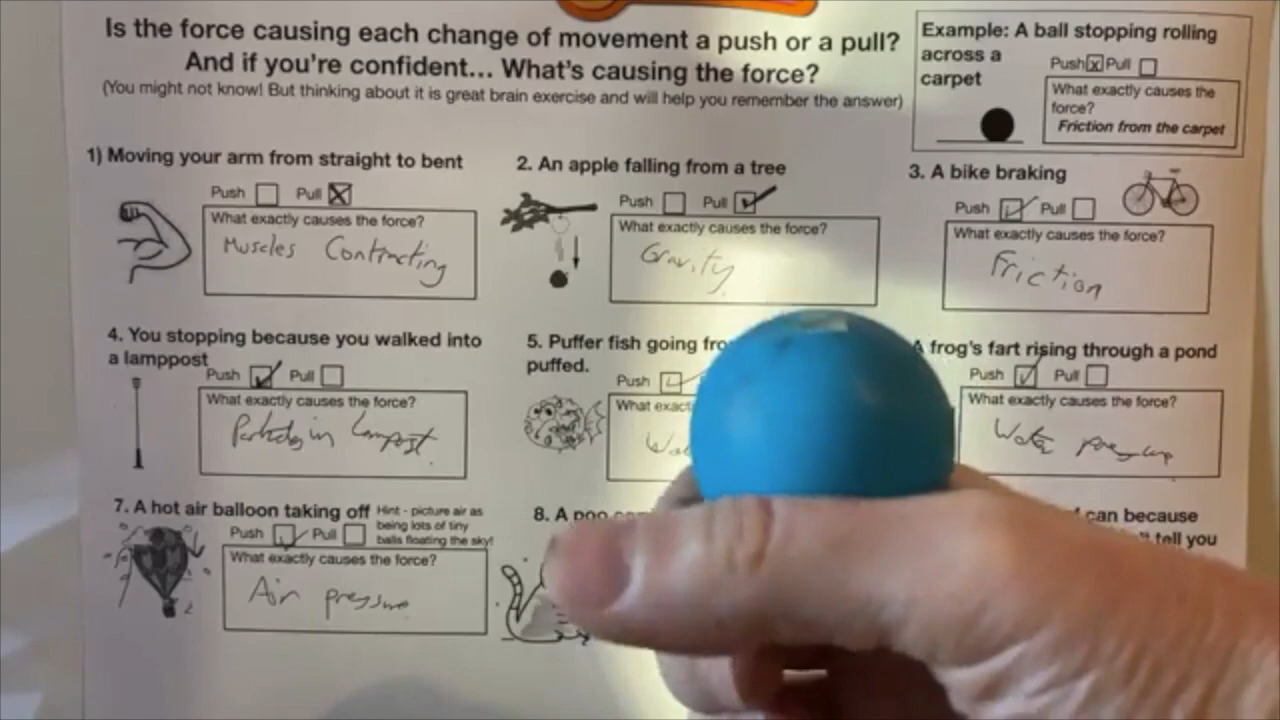 Is the force causing each change of movement a push or a pull?
And if you're confident... What's causing the force?
(You might not know! But thinking about it is great brain exercise and will help you remember the answer)
Example: A ball stopping rolling
across a
carpet
Push x Pull
What exactly causes the
force?
Friction from the carpet
1) Moving your arm from straight to bent
Push Pull
What exactly causes the force?
Muscles Contracting
2. An apple falling from a tree
Push Pull
What exactly causes the force?
Gravity
3. A bike braking
Push Pull
What exactly causes the force?
Friction
4. You stopping because you walked into
a lamppost
Push Pull
What exactly causes the force?
in
5. Puffer fish going
puffed.
Push
What
A frog's fart rising through a pond
Push Pull
What exactly causes the force?
Water
7. A hot air balloon taking off
Hint - picture air as
being lots of tiny
balls floating the sky!
Push Pull
What exactly causes the force?
Air pressure
8. A poo
can because
tell you